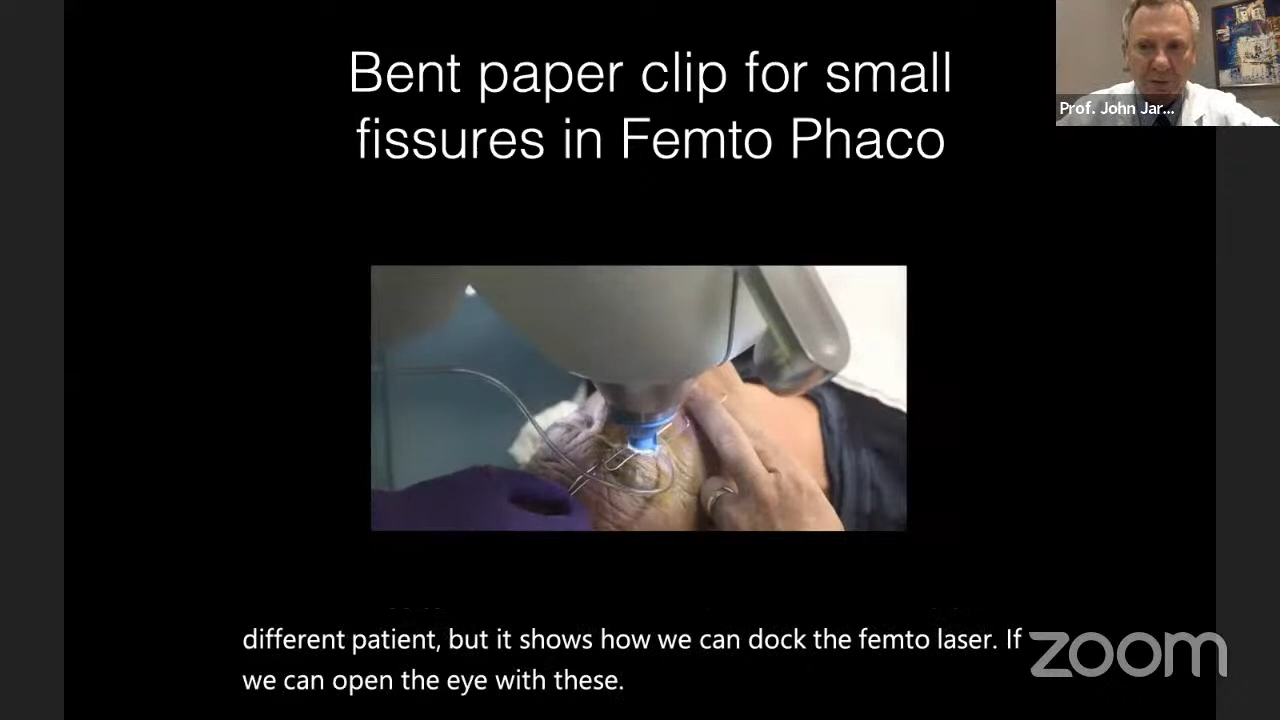 Bent paper clip for small
fissures in Femto Phaco
Prof. John Jar...
different patient, but it shows how we can dock the femto laser. If
we can open the eye with these.
zoom